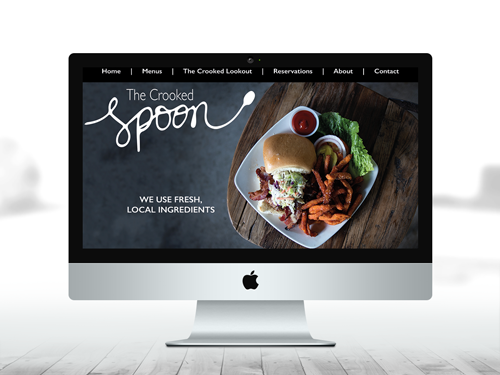 Home | Menus | The Crooked Lookout | Reservations | About | Contact
The Crooked
Spoon
WE USE FRESH,
LOCAL INGREDIENTS